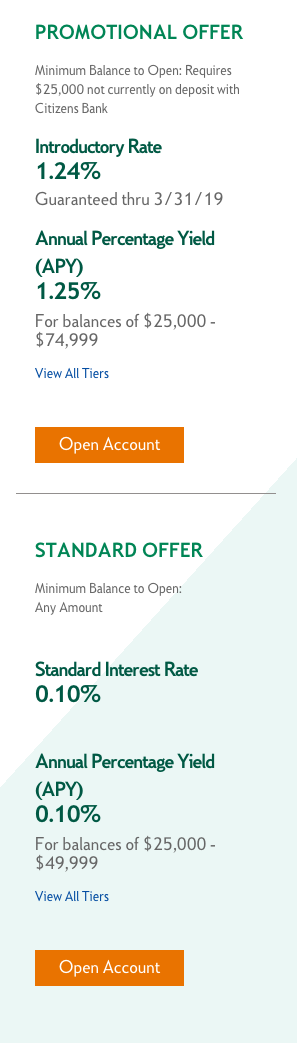 PROMOTIONAL OFFER
Minimum Balance to Open: Requires
$25,000 not currently on deposit with
Citizens Bank
Introductory Rate
1.24%
Guaranteed thru 3/31/19
Annual Percentage Yield
(APY)
1.25%
For balances of $25,000 -
$74,999
View All Tiers
Open Account
STANDARD OFFER
Minimum Balance to Open:
Any Amount
Standard Interest Rate
0.10%
Annual Percentage Yield
(APY)
0.10%
For balances of $25,000 -
$49,999
View All Tiers
Open Account